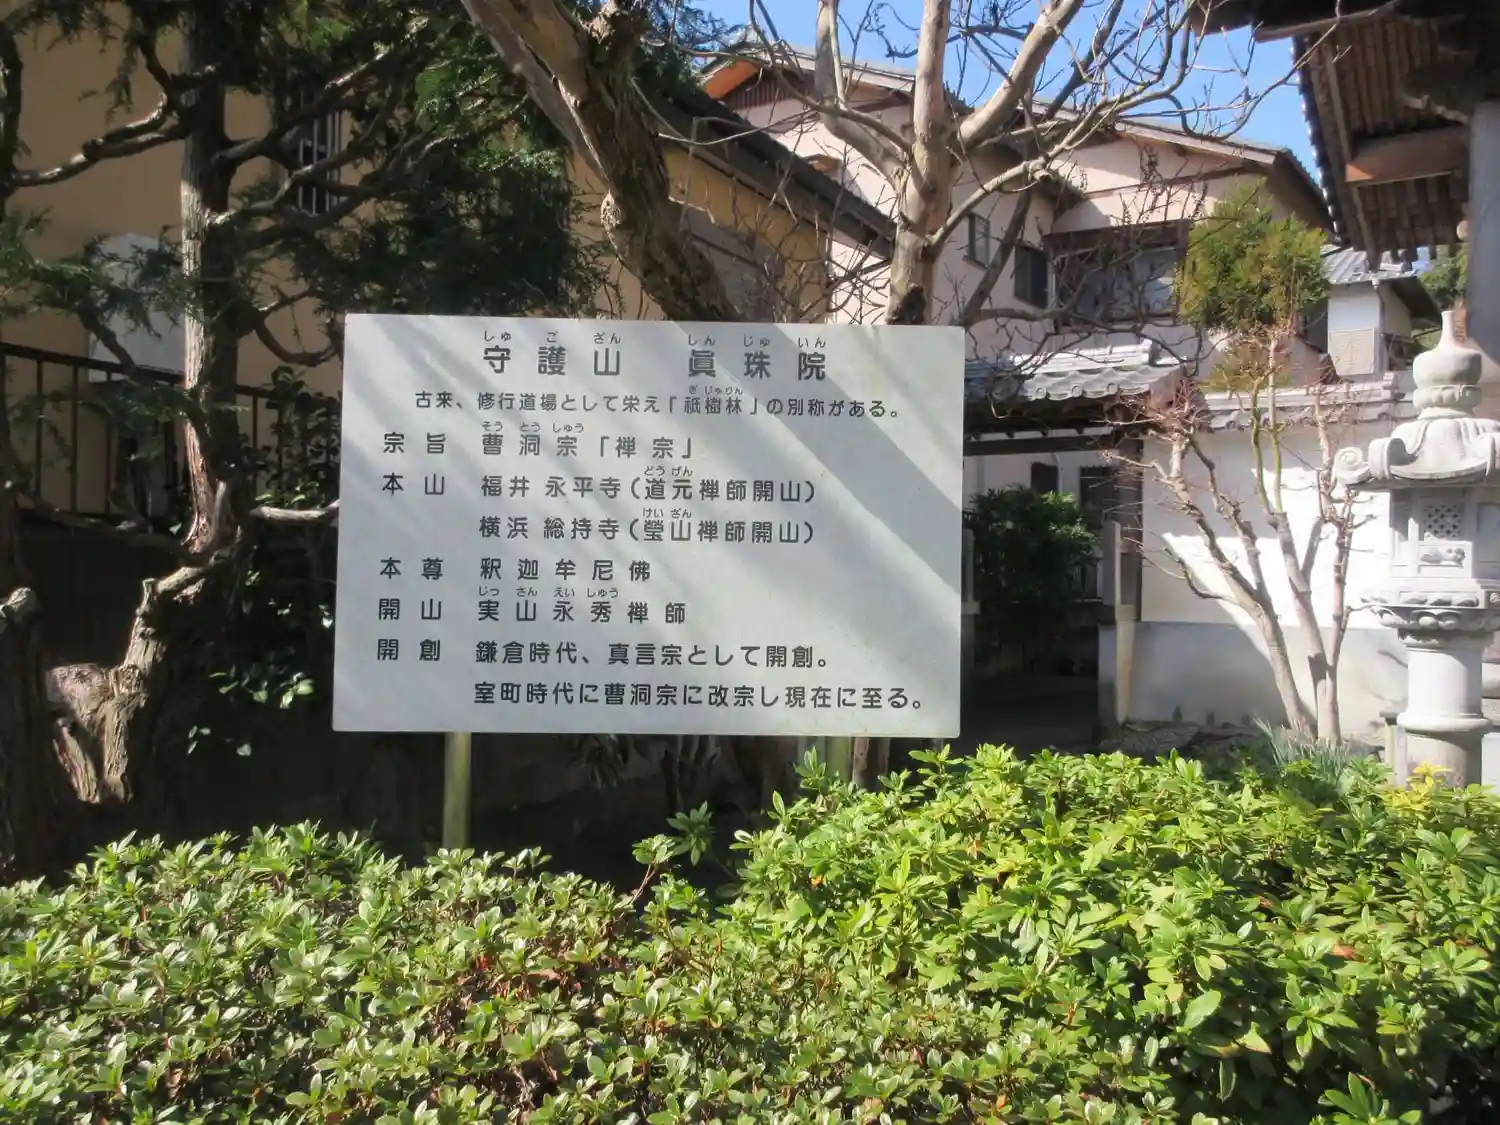 しゅ ご ざん しん じゅ いん
守護山 眞珠院
ぎ じゅりん
古来、修行道場として栄え「祇樹林」の別称がある。
そう とう しゅう
宗旨 曹洞宗「禅宗」
どう げん
本山 福井 永平寺(道元禅師開山)
けい ざん
横浜 総持寺(瑩山禅師開山)
本尊 釈迦牟尼佛
じっ さん えい しゅう
開山 実山永秀禅師
開創 鎌倉時代、真言宗として開創。
室町時代に曹洞宗に改宗し現在に至る。